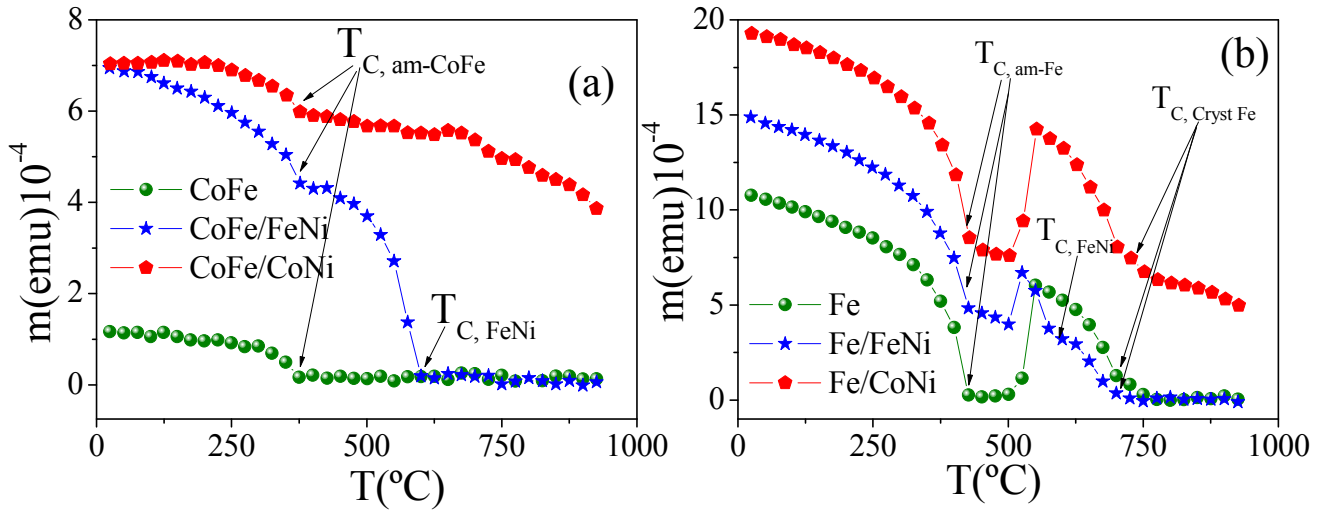 (a)
T
C, am-CoFe
CoFe
CoFe/FeNi
CoFe/CoNi
T
C, FeNi
8
6
4
2
0
m(emu)10-4
0 250 500 750 1000
T(ºC)
(b)
T
C, am-Fe
T
C, Cryst Fe
T
C, FeNi
Fe
Fe/FeNi
Fe/CoNi
20
15
10
5
0
m(emu)10-4
0 250 500 750 1000
T(ºC)